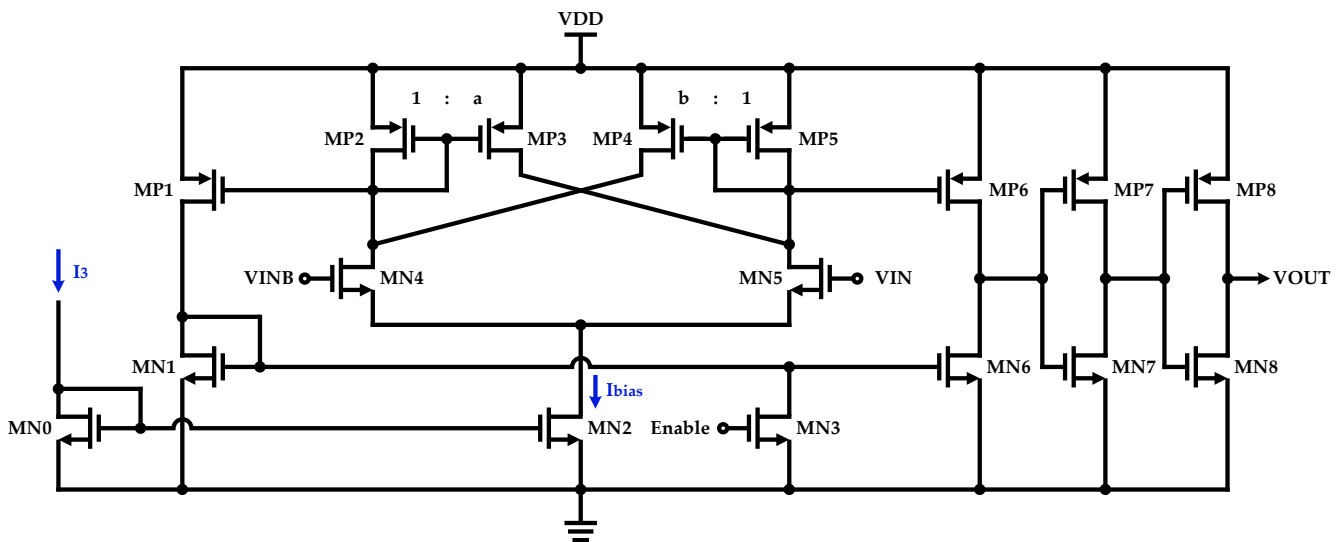 VDD
1 : a
b : 1
MP2
MP3
MP4
MP5
MP1
MP6
MP7
MP8
I3
VINB
MN4
MN5
VIN
VOUT
MN1
MN6
MN7
MN8
Ibias
MN0
MN2
Enable
MN3